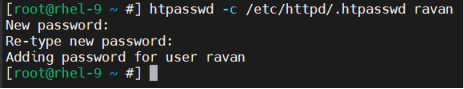 [root@rhel-9 ~ #] htpasswd -c /etc/httpd/.htpasswd ravan
New password:
Re-type new password:
Adding password for user ravan
[root@rhel-9 ~ #]